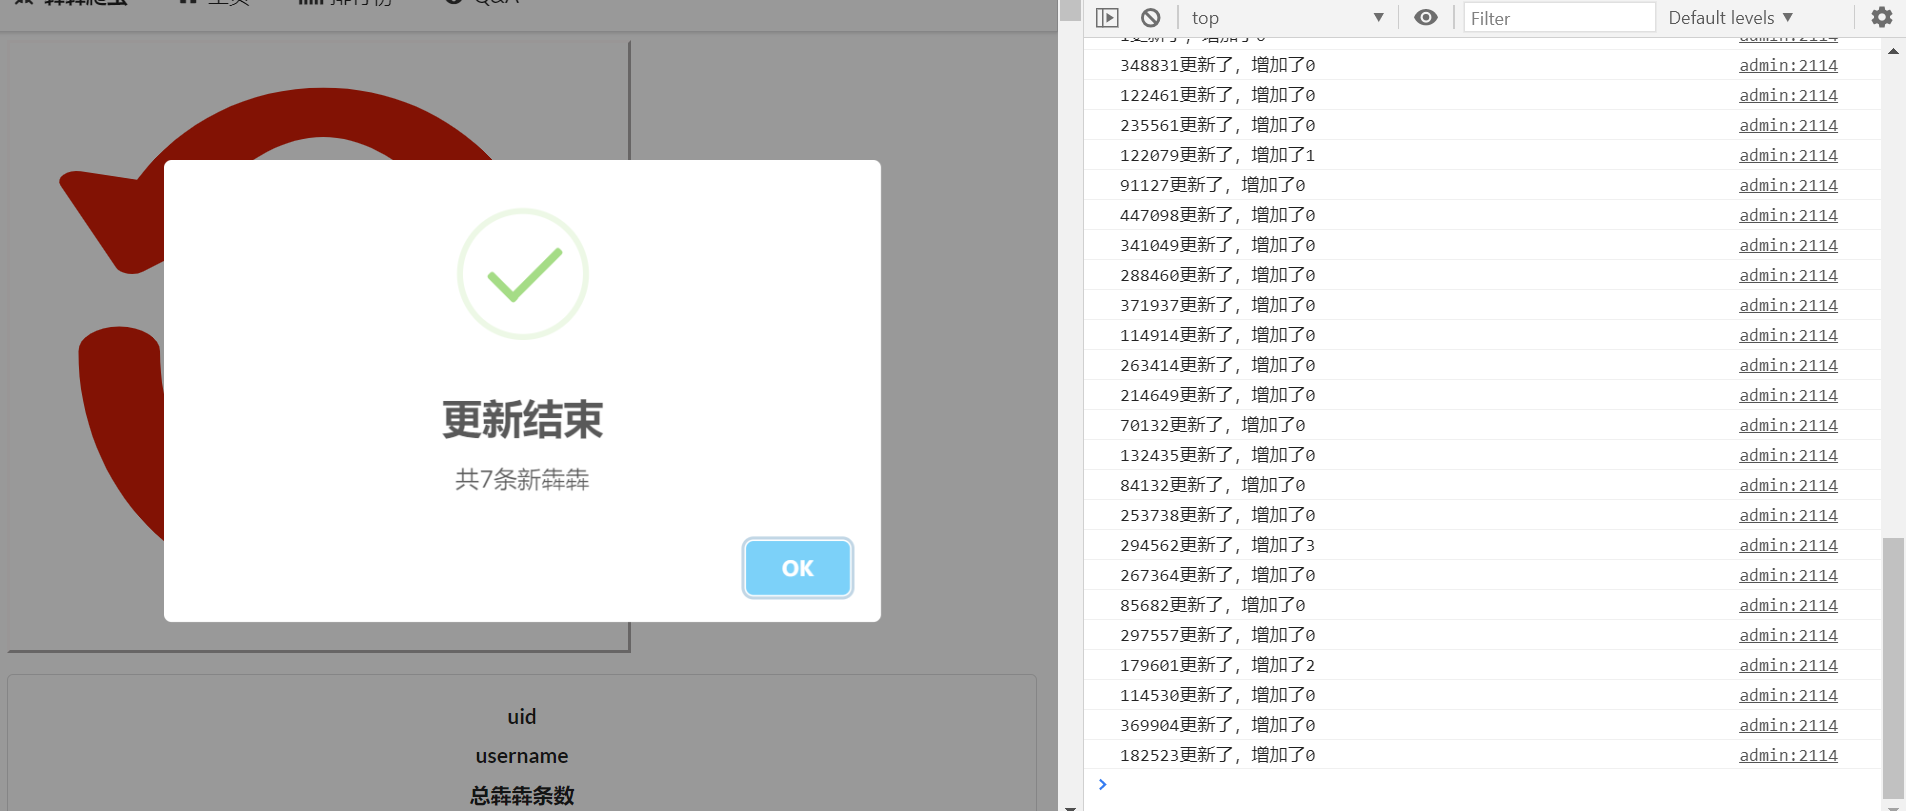 犇犇爬虫 主页 排行榜 Q&A
更新结束
共7条新犇犇
OK
uid
username
总犇犇条数
top
Filter
Default levels
1更新了，增加了0 admin:2114
348831更新了，增加了0 admin:2114
122461更新了，增加了0 admin:2114
235561更新了，增加了0 admin:2114
122079更新了，增加了1 admin:2114
91127更新了，增加了0 admin:2114
447098更新了，增加了0 admin:2114
341049更新了，增加了0 admin:2114
288460更新了，增加了0 admin:2114
371937更新了，增加了0 admin:2114
114914更新了，增加了0 admin:2114
263414更新了，增加了0 admin:2114
214649更新了，增加了0 admin:2114
70132更新了，增加了0 admin:2114
132435更新了，增加了0 admin:2114
84132更新了，增加了0 admin:2114
253738更新了，增加了0 admin:2114
294562更新了，增加了3 admin:2114
267364更新了，增加了0 admin:2114
85682更新了，增加了0 admin:2114
297557更新了，增加了0 admin:2114
179601更新了，增加了2 admin:2114
114530更新了，增加了0 admin:2114
369904更新了，增加了0 admin:2114
182523更新了，增加了0 admin:2114